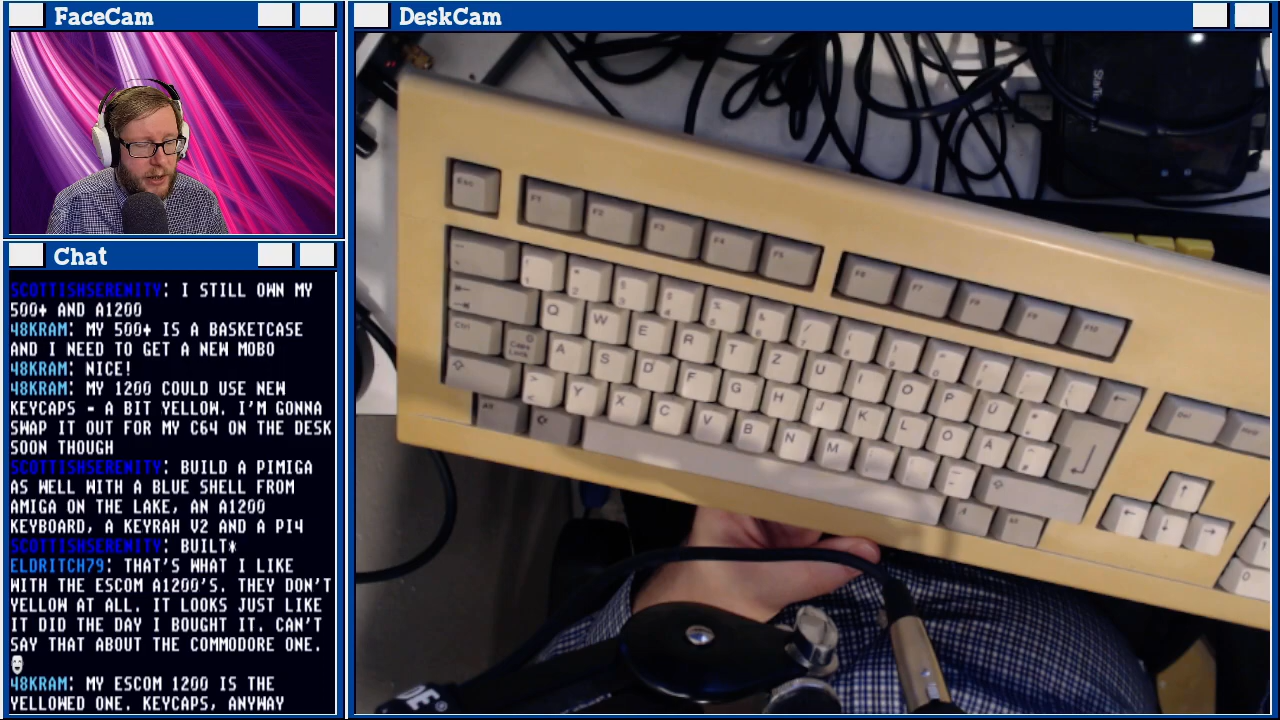 FaceCam
DeskCam
Chat
SCOTTISHSERENITY: I STILL OWN MY
500+ AND A1200
48KRAM: MY 500+ IS A BASKETCASE
AND I NEED TO GET A NEW MOBO
48KRAM: NICE!
48KRAM: MY 1200 COULD USE NEW
KEYCAPS - A BIT YELLOW. I'M GONNA
SWAP IT OUT FOR MY C64 ON THE DESK
SOON THOUGH
SCOTTISHSERENITY: BUILD A PIMIGA
AS WELL WITH A BLUE SHELL FROM
AMIGA ON THE LAKE, AN A1200
KEYBOARD, A KEYRAH V2 AND A PI4
SCOTTISHSERENITY: BUILT*
ELDRITCH79: THAT'S WHAT I LIKE
WITH THE ESCOM A1200'S. THEY DON'T
YELLOW AT ALL. IT LOOKS JUST LIKE
IT DID THE DAY I BOUGHT IT. CAN'T
SAY THAT ABOUT THE COMMODORE ONE.
48KRAM: MY ESCOM 1200 IS THE
YELLOWED ONE. KEYCAPS, ANYWAY
Esc F1 F2 F3 F4 F5 F6 F7 F8 F9 F10
Q W E R T Z U I O P Ü
Ctrl Caps Lock A S D F G H J K L Ö Ä
> < Y X C V B N M
Del
← ↑ ↓ →